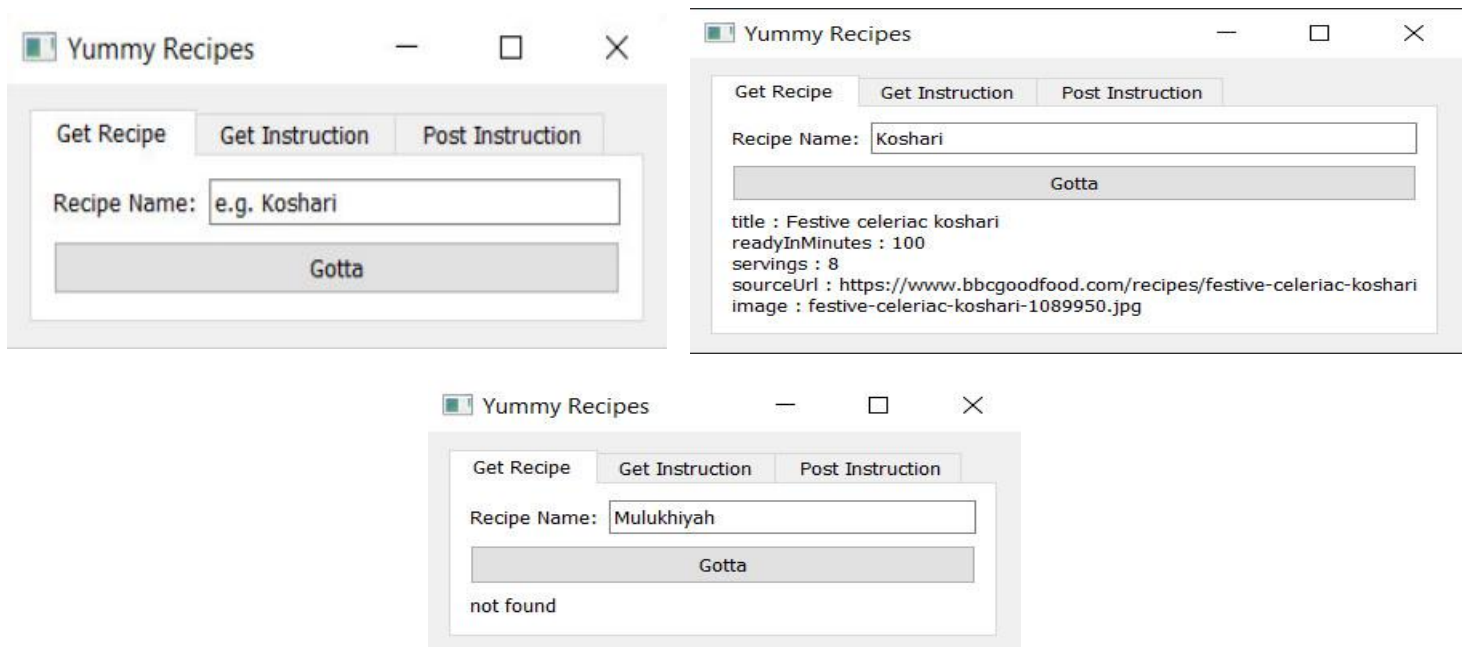 Yummy Recipes
Get Recipe Get Instruction Post Instruction
Recipe Name: e.g. Koshari
Gotta
Yummy Recipes
Get Recipe Get Instruction Post Instruction
Recipe Name: Koshari
Gotta
title : Festive celeriac koshari
readyInMinutes : 100
servings : 8
sourceUrl : https://www.bbcgoodfood.com/recipes/festive-celeriac-koshari
image : festive-celeriac-koshari-1089950.jpg
Yummy Recipes
Get Recipe Get Instruction Post Instruction
Recipe Name: Mulukhiyah
Gotta
not found